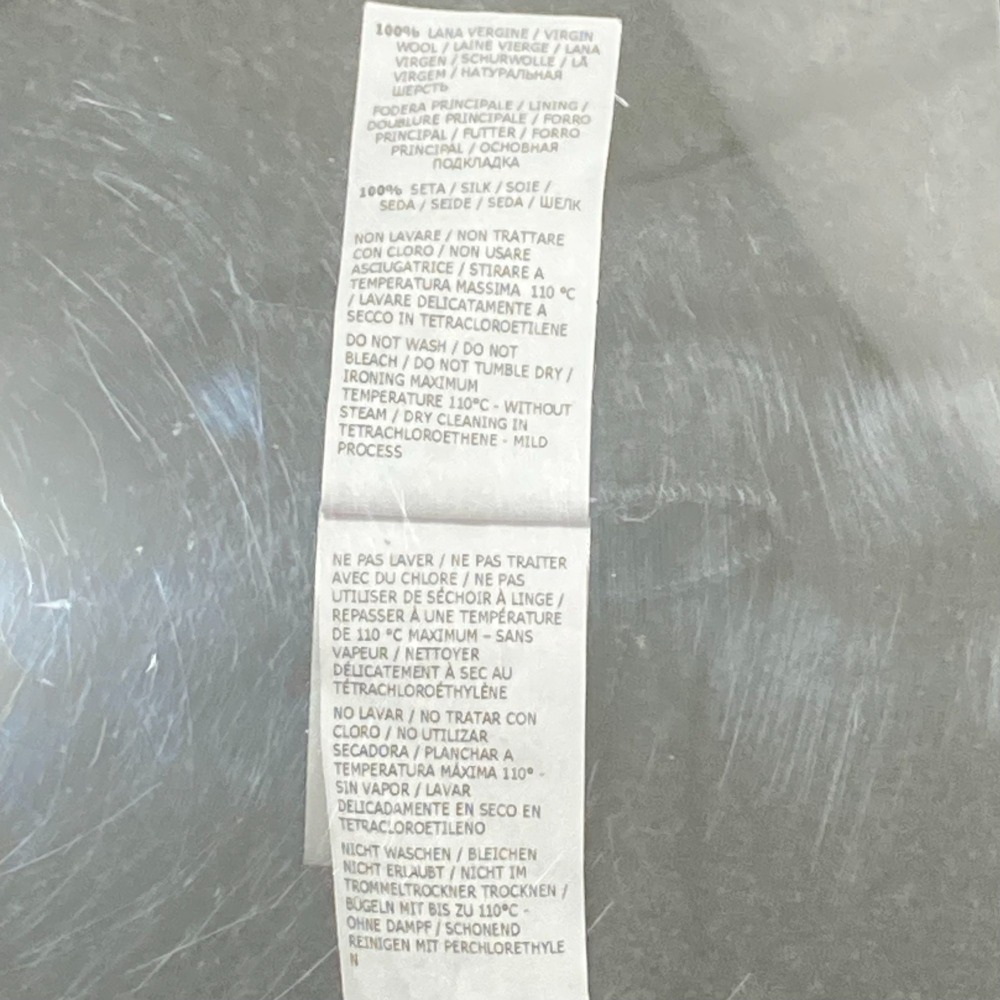 100% LANA VERGINE / VIRGIN
WOOL / LAINE VIERGE / LANA
VIRGEN / SCHURWOLLE / LÃ
VIRGEM / НАТУРАЛЬНАЯ
ШЕРСТЬ
FODERA PRINCIPALE / LINING /
DOUBLURE PRINCIPALE / FORRO
PRINCIPAL / FUTTER / FORRO
PRINCIPAL / ОСНОВНАЯ
ПОДКЛАДКА
100% SETA / SILK / SOIE /
SEDA / SEIDE / SEDA / ШЕЛК
NON LAVARE / NON TRATTARE
CON CLORO / NON USARE
ASCIUGATRICE / STIRARE A
TEMPERATURA MASSIMA 110 °C
/ LAVARE DELICATAMENTE A
SECCO IN TETRACLOROETILENE
DO NOT WASH / DO NOT
BLEACH / DO NOT TUMBLE DRY /
IRONING MAXIMUM
TEMPERATURE 110°C - WITHOUT
STEAM / DRY CLEANING IN
TETRACHLOROETHENE - MILD
PROCESS
NE PAS LAVER / NE PAS TRAITER
AVEC DU CHLORE / NE PAS
UTILISER DE SÉCHOIR À LINGE /
REPASSER À UNE TEMPÉRATURE
DE 110 °C MAXIMUM – SANS
VAPEUR / NETTOYER
DÉLICATEMENT À SEC AU
TÉTRACHLOROÉTHYLÈNE
NO LAVAR / NO TRATAR CON
CLORO / NO UTILIZAR
SECADORA / PLANCHAR A
TEMPERATURA MÁXIMA 110° -
SIN VAPOR / LAVAR
DELICADAMENTE EN SECO EN
TETRACLOROETILENO
NICHT WASCHEN / BLEICHEN
NICHT ERLAUBT / NICHT IM
TROMMELTROCKNER TROCKNEN /
BÜGELN MIT BIS ZU 110°C -
OHNE DAMPF / SCHONEND
REINIGEN MIT PERCHLORETHYLE
N